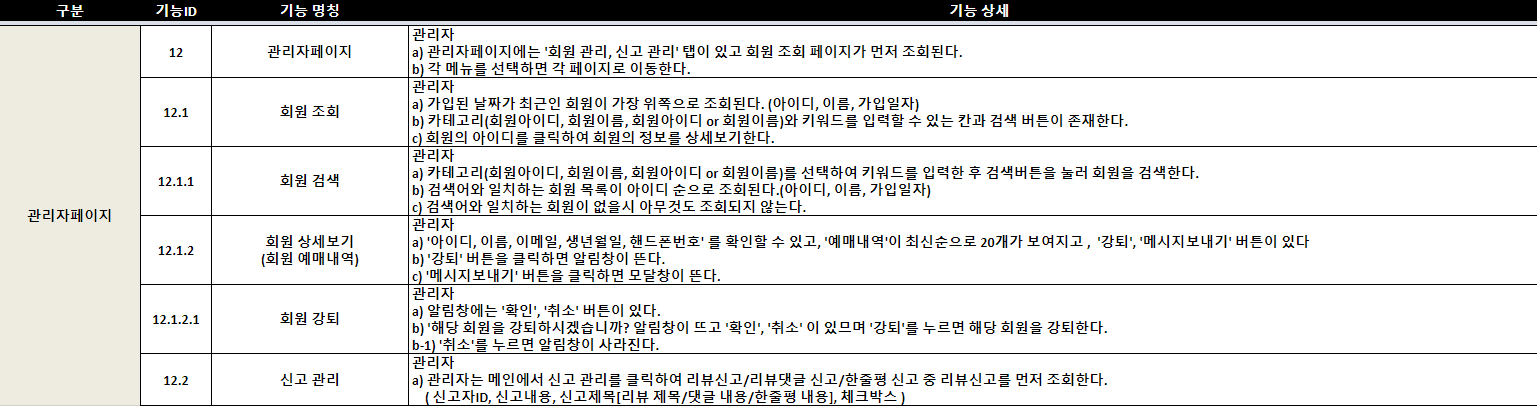 구분 기능ID 기능 명칭 기능 상세
관리자페이지
12 관리자페이지
관리자
a) 관리자페이지에는 '회원 관리, 신고 관리' 탭이 있고 회원 조회 페이지가 먼저 조회된다.
b) 각 메뉴를 선택하면 각 페이지로 이동한다.
12.1 회원 조회
관리자
a) 가입된 날짜가 최근인 회원이 가장 위쪽으로 조회된다. (아이디, 이름, 가입일자)
b) 카테고리(회원아이디, 회원이름, 회원아이디 or 회원이름)와 키워드를 입력할 수 있는 칸과 검색 버튼이 존재한다.
c) 회원의 아이디를 클릭하여 회원의 정보를 상세보기한다.
12.1.1 회원 검색
관리자
a) 카테고리(회원아이디, 회원이름, 회원아이디 or 회원이름)를 선택하여 키워드를 입력한 후 검색버튼을 눌러 회원을 검색한다.
b) 검색어와 일치하는 회원 목록이 아이디 순으로 조회된다.(아이디, 이름, 가입일자)
c) 검색어와 일치하는 회원이 없을시 아무것도 조회되지 않는다.
12.1.2 회원 상세보기
(회원 예매내역)
관리자
a) '아이디, 이름, 이메일, 생년월일, 핸드폰번호' 를 확인할 수 있고, '예매내역'이 최신순으로 20개가 보여지고 , '강퇴', '메시지보내기' 버튼이 있다
b) '강퇴' 버튼을 클릭하면 알림창이 뜬다.
c) '메시지보내기' 버튼을 클릭하면 모달창이 뜬다.
12.1.2.1 회원 강퇴
관리자
a) 알림창에는 '확인', '취소' 버튼이 있다.
b) '해당 회원을 강퇴하시겠습니까? 알림창이 뜨고 '확인', '취소' 이 있으며 '강퇴'를 누르면 해당 회원을 강퇴한다.
b-1) '취소'를 누르면 알림창이 사라진다.
12.2 신고 관리
관리자
a) 관리자는 메인에서 신고 관리를 클릭하여 리뷰신고/리뷰댓글 신고/한줄평 신고 중 리뷰신고를 먼저 조회한다.
( 신고자ID, 신고내용, 신고제목[리뷰 제목/댓글 내용/한줄평 내용], 체크박스 )